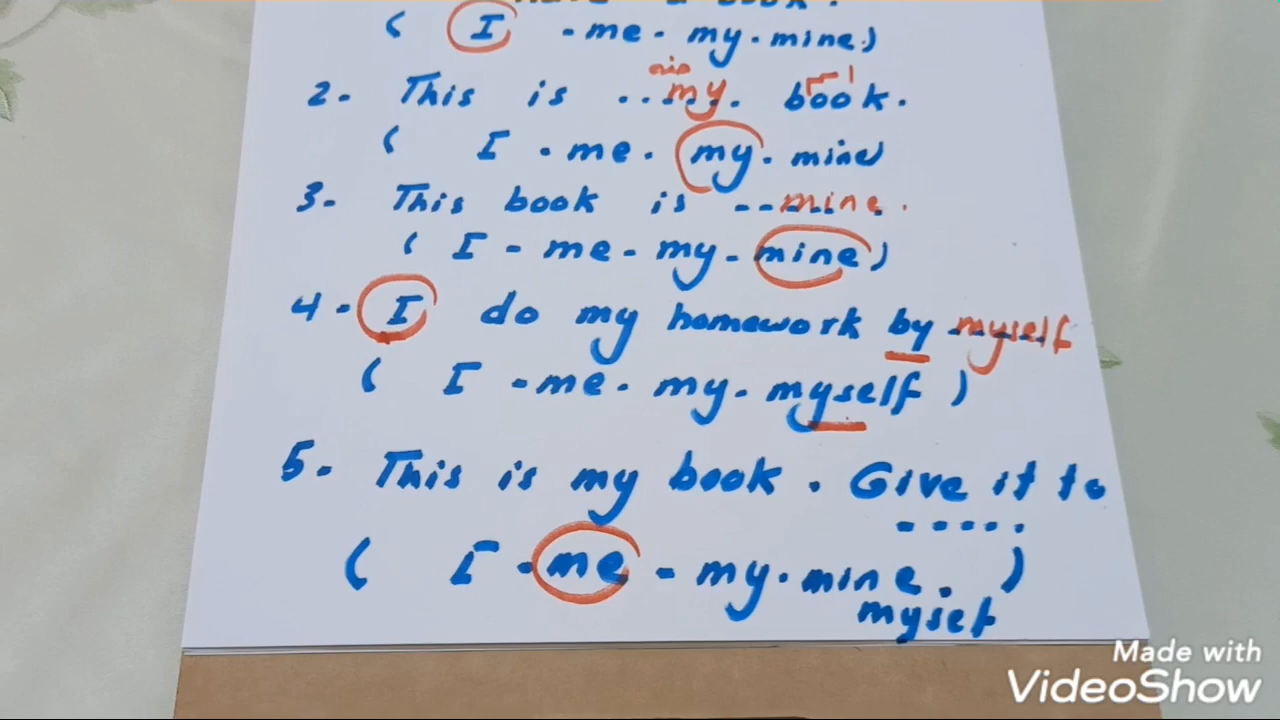 a book.
( I - me - my - mine.)
my
2- This is ..... book.
( I - me - my - mine)
3- This book is ----- mine.
( I - me - my - mine)
4- I do my homework by myself
( I - me - my - myself )
5- This is my book. Give it to
.....
( I - me - my - mine. )
myself
Made with
VideoShow